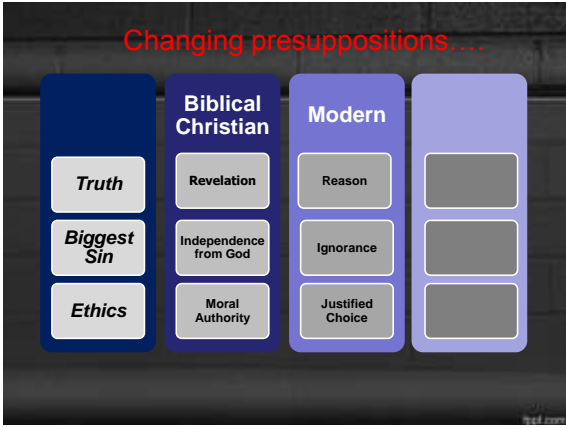 Changing presuppositions....
Biblical
Christian
Modern
Truth
Revelation
Reason
Biggest
Sin
Independence
from God
Ignorance
Ethics
Moral
Authority
Justified
Choice